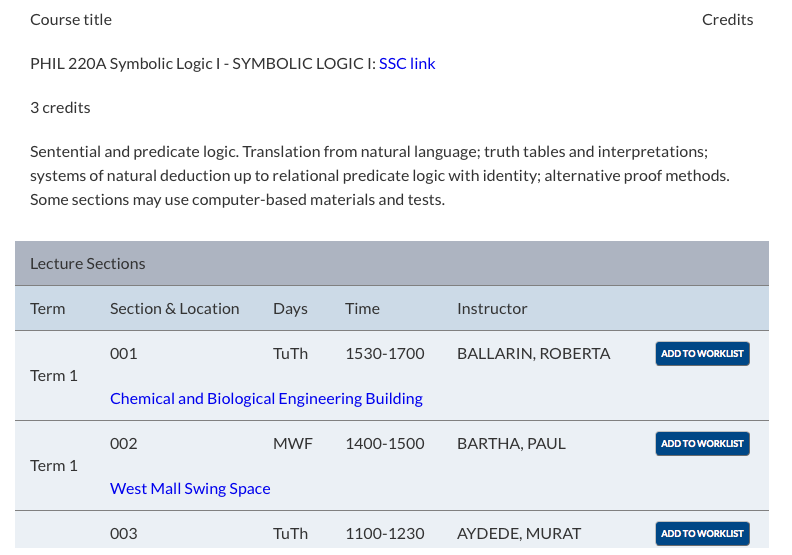 Course title Credits
PHIL 220A Symbolic Logic I - SYMBOLIC LOGIC I: SSC link
3 credits
Sentential and predicate logic. Translation from natural language; truth tables and interpretations;
systems of natural deduction up to relational predicate logic with identity; alternative proof methods.
Some sections may use computer-based materials and tests.
Lecture Sections
Term Section & Location Days Time Instructor
001 TuTh 1530-1700 BALLARIN, ROBERTA ADD TO WORKLIST
Term 1
Chemical and Biological Engineering Building
002 MWF 1400-1500 BARTHA, PAUL ADD TO WORKLIST
Term 1
West Mall Swing Space
003 TuTh 1100-1230 AYDEDE, MURAT ADD TO WORKLIST